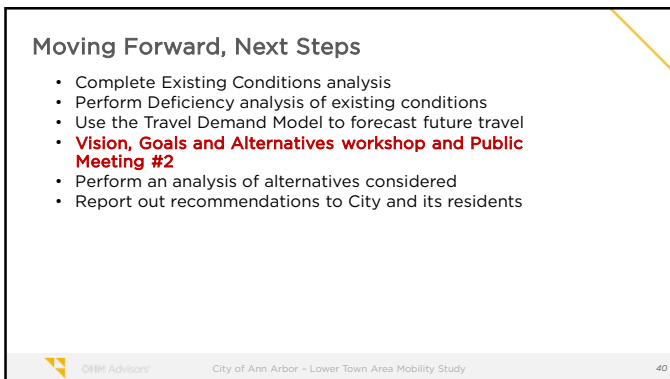 Moving Forward, Next Steps
• Complete Existing Conditions analysis
• Perform Deficiency analysis of existing conditions
• Use the Travel Demand Model to forecast future travel
• Vision, Goals and Alternatives workshop and Public
Meeting #2
• Perform an analysis of alternatives considered
• Report out recommendations to City and its residents
OHM Advisors®
City of Ann Arbor – Lower Town Area Mobility Study
40